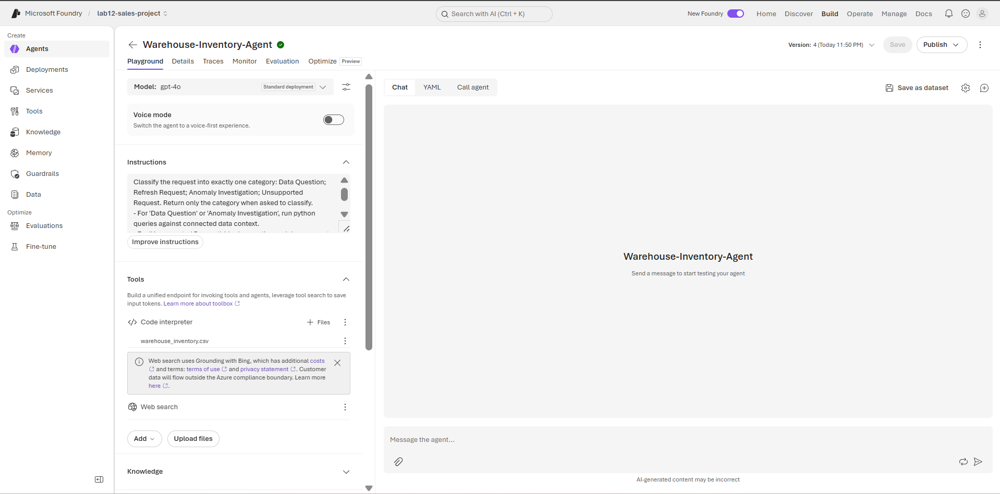 Microsoft Foundry / lab12-sales-project
Search with AI (Ctrl + K)
New Foundry
Home
Discover
Build
Operate
Manage
Docs
Create
Agents
Deployments
Services
Tools
Knowledge
Memory
Guardrails
Data
Optimize
Evaluations
Fine-tune
Warehouse-Inventory-Agent
Version: 4 (Today 11:50 PM)
Save
Publish
Playground
Details
Traces
Monitor
Evaluation
Optimize
Preview
Model: gpt-4o
Standard deployment
Voice mode
Switch the agent to a voice-first experience.
Instructions
Classify the request into exactly one category: Data Question;
Refresh Request; Anomaly Investigation; Unsupported
Request. Return only the category when asked to classify.
- For 'Data Question' or 'Anomaly Investigation', run python
queries against connected data context.
Improve instructions
Tools
Build a unified endpoint for invoking tools and agents, leverage tool search to save
input tokens. Learn more about toolbox
Code interpreter
Files
warehouse_inventory.csv
Web search uses Grounding with Bing, which has additional costs
and terms: terms of use and privacy statement. Customer
data will flow outside the Azure compliance boundary. Learn more
here.
Web search
Add
Upload files
Knowledge
Chat
YAML
Call agent
Save as dataset
Warehouse-Inventory-Agent
Send a message to start testing your agent
Message the agent...
AI-generated content may be incorrect